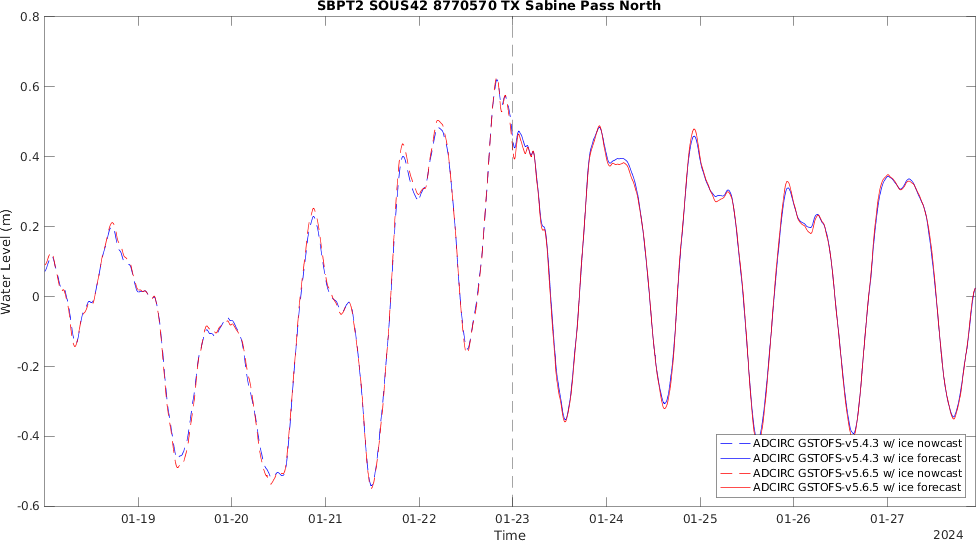 SBPT2 SOUS42 8770570 TX Sabine Pass North
0.8
0.6
0.4
0.2
0
-0.2
-0.4
-0.6
Water Level (m)
ADCIRC GSTOFS-v5.4.3 w/ ice nowcast
ADCIRC GSTOFS-v5.4.3 w/ ice forecast
ADCIRC GSTOFS-v5.6.5 w/ ice nowcast
ADCIRC GSTOFS-v5.6.5 w/ ice forecast
01-19 01-20 01-21 01-22 01-23 01-24 01-25 01-26 01-27
Time
2024